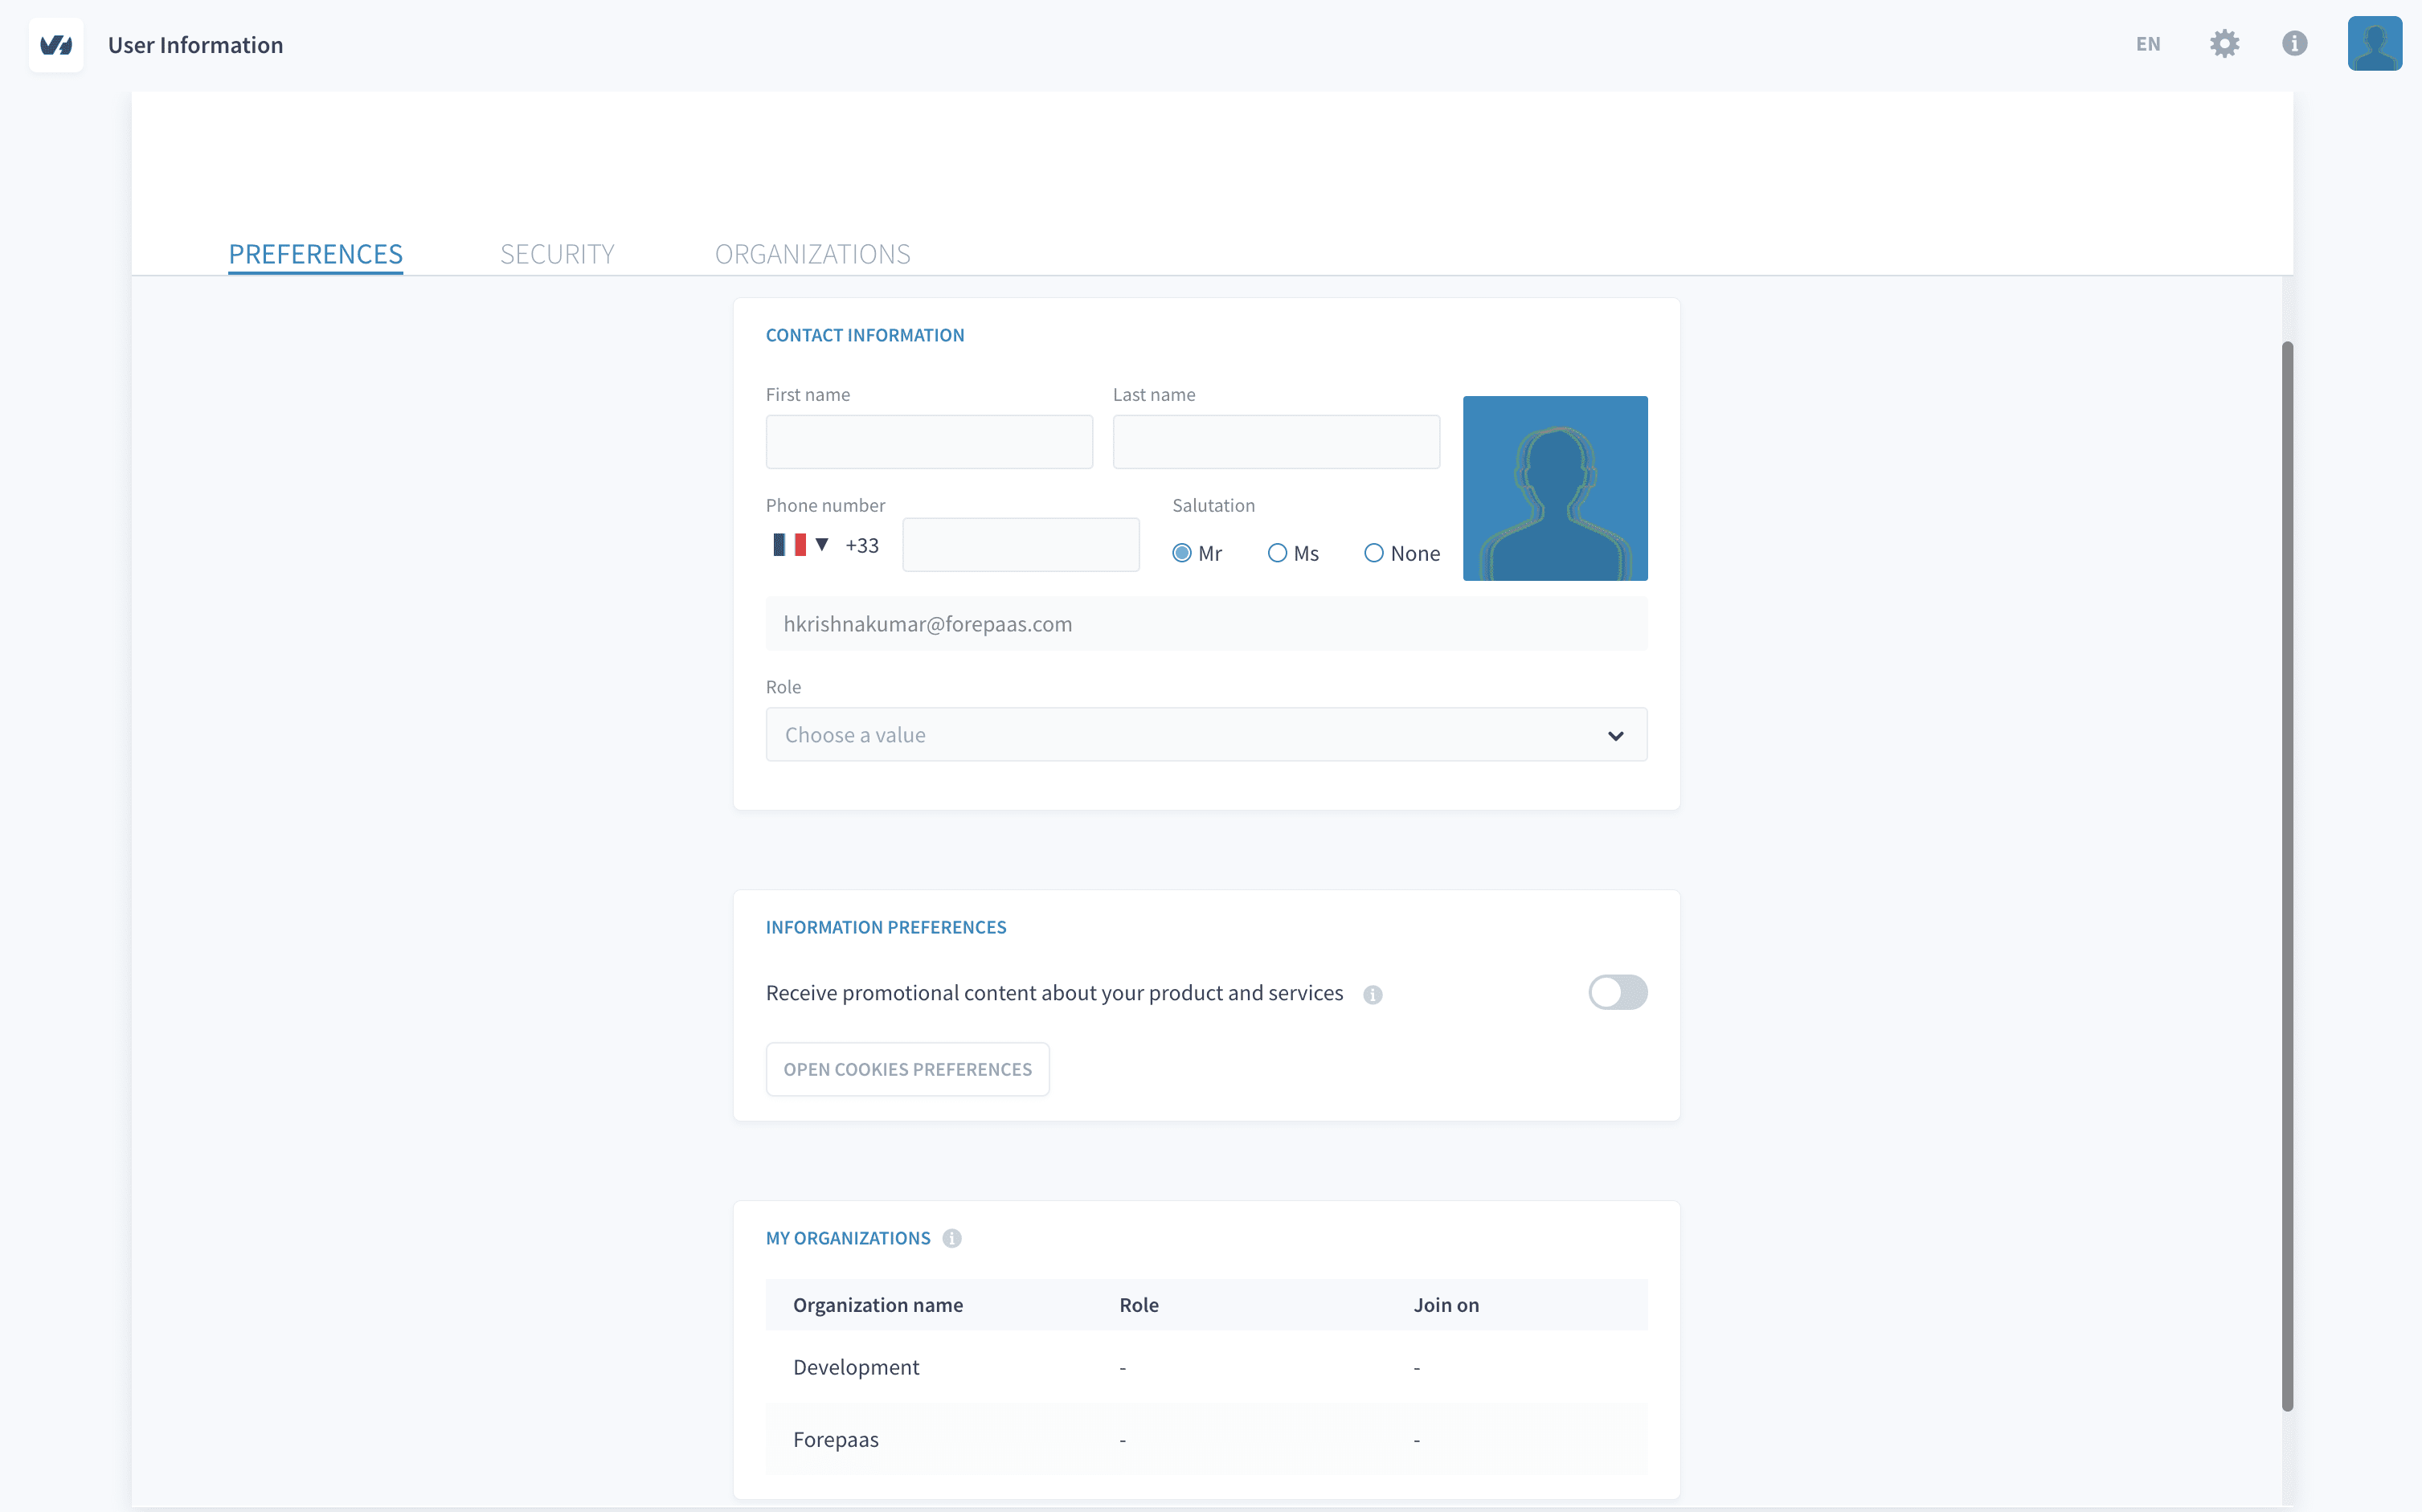 User Information
EN
PREFERENCES SECURITY ORGANIZATIONS
CONTACT INFORMATION
First name Last name
Phone number Salutation
+33 Mr Ms None
hkrishnakumar@forepaas.com
Role
Choose a value
INFORMATION PREFERENCES
Receive promotional content about your product and services
OPEN COOKIES PREFERENCES
MY ORGANIZATIONS
Organization name Role Join on
Development - -
Forepaas - -